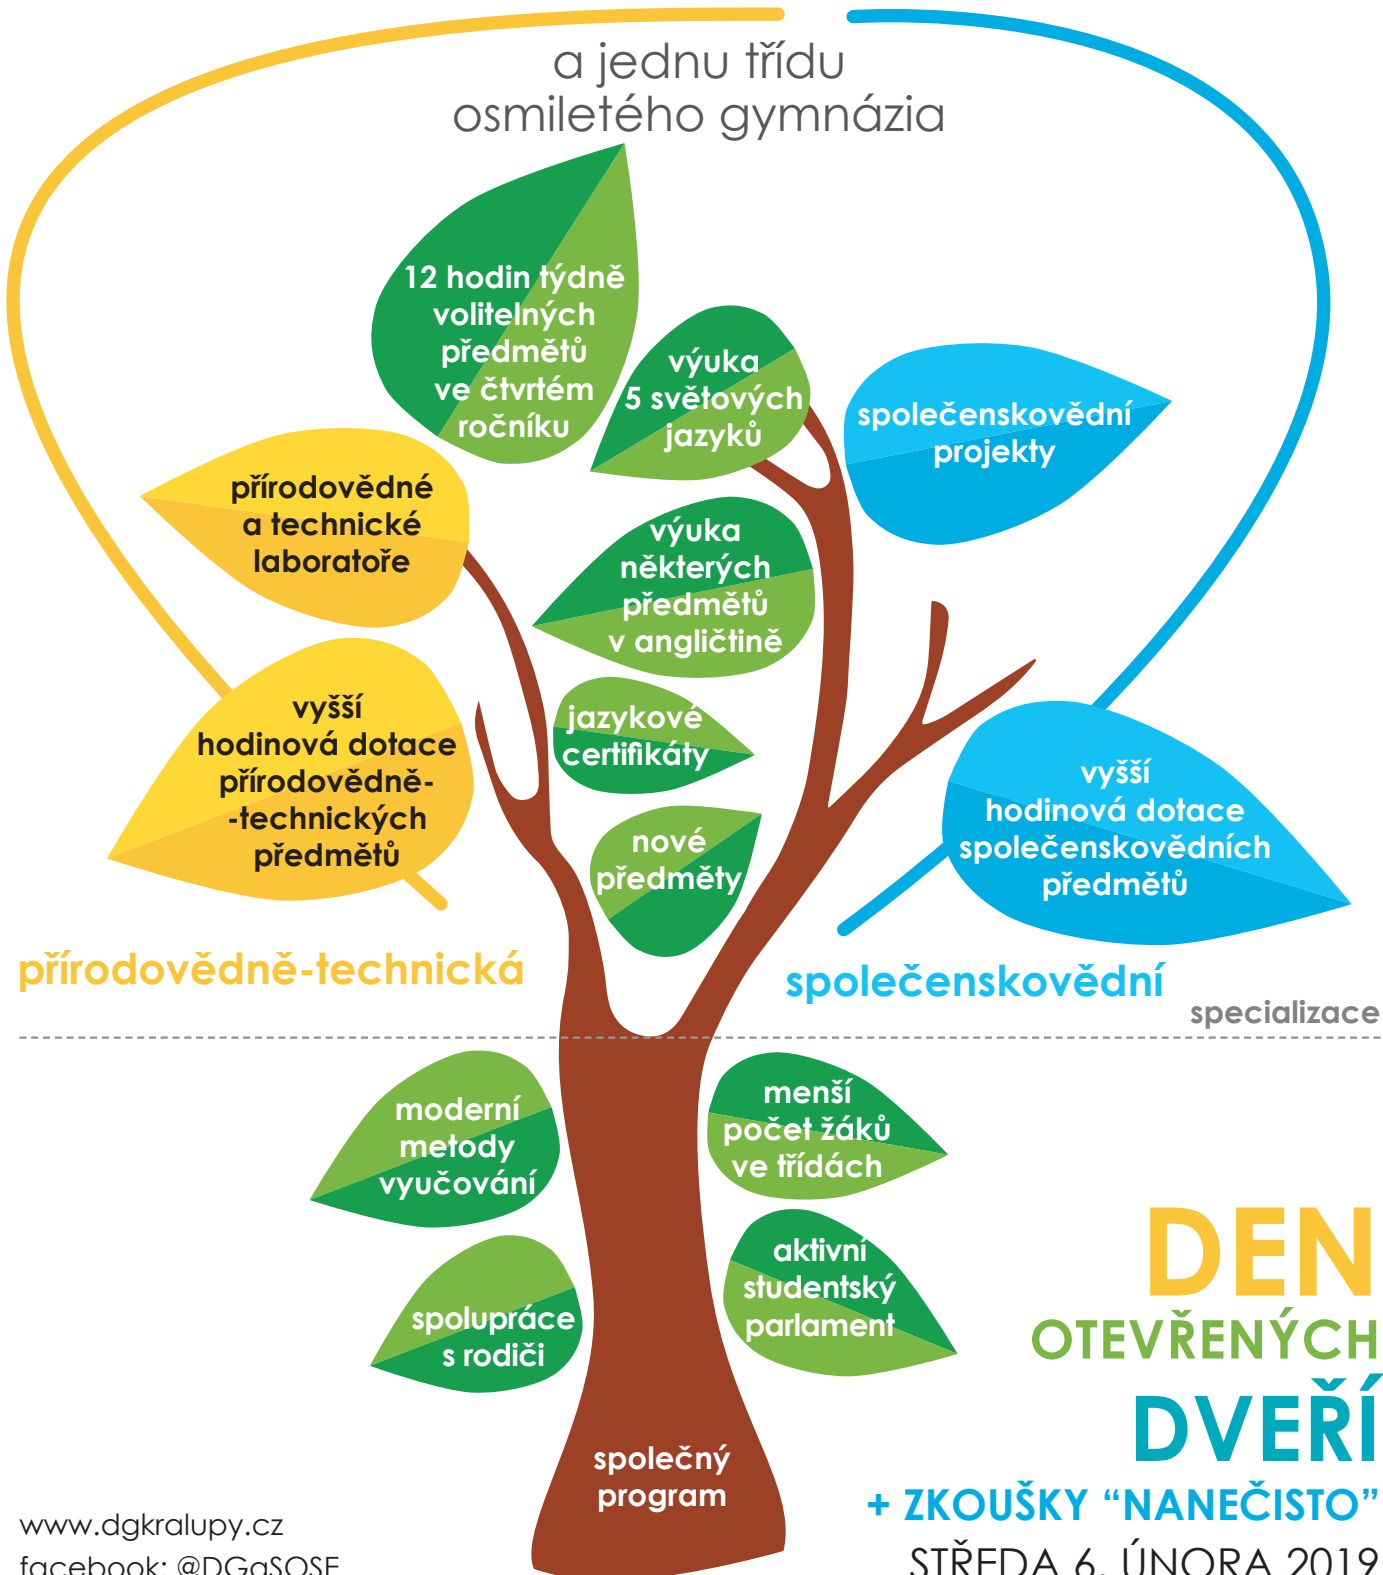 a jednu třídu
osmiletého gymnázia
12 hodin týdně
volitelných
předmětů
ve čtvrtém
ročníku
výuka
5 světových
jazyků
společenskovědní
projekty
přírodovědné
a technické
laboratoře
výuka
některých
předmětů
v angličtině
vyšší
hodinová dotace
přírodovědně-
-technických
předmětů
jazykové
certifikáty
nové
předměty
vyšší
hodinová dotace
společenskovědních
předmětů
přírodovědně-technická
společenskovědní
specializace
moderní
metody
vyučování
menší
počet žáků
ve třídách
spolupráce
s rodiči
aktivní
studentský
parlament
společný
program
DEN
OTEVŘENÝCH
DVEŘÍ
+ ZKOUŠKY “NANEČISTO”
STŘEDA 6. ÚNORA 2019
www.dgkralupy.cz
facebook: @DGaSOSE